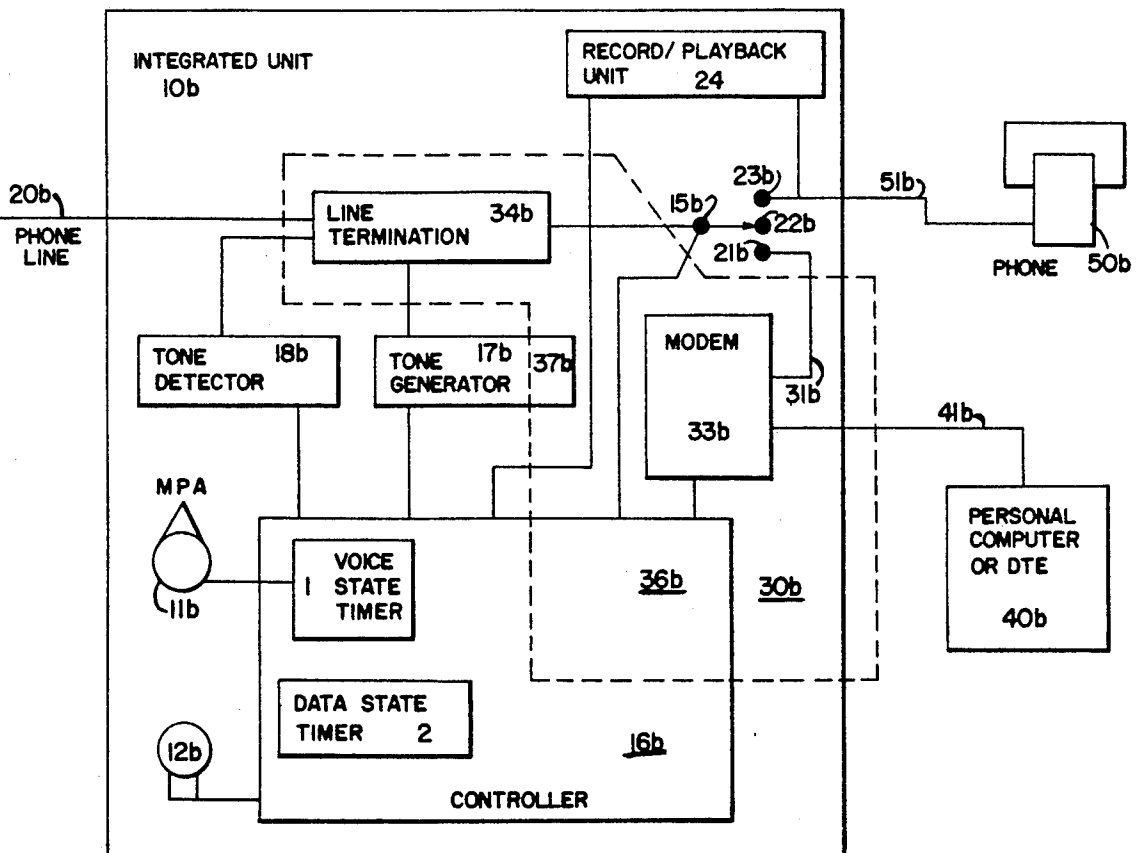 INTEGRATED UNIT
10b
RECORD/PLAYBACK
UNIT 24
20b
PHONE
LINE
LINE 34b
TERMINATION
15b
23b
22b
21b
51b
PHONE
50b
TONE 18b
DETECTOR
TONE 17b
GENERATOR 37b
MODEM
33b
31b
41b
PERSONAL
COMPUTER
OR DTE
40b
MPA
11b
VOICE
1 STATE
TIMER
36b
30b
DATA STATE
TIMER 2
12b
16b
CONTROLLER